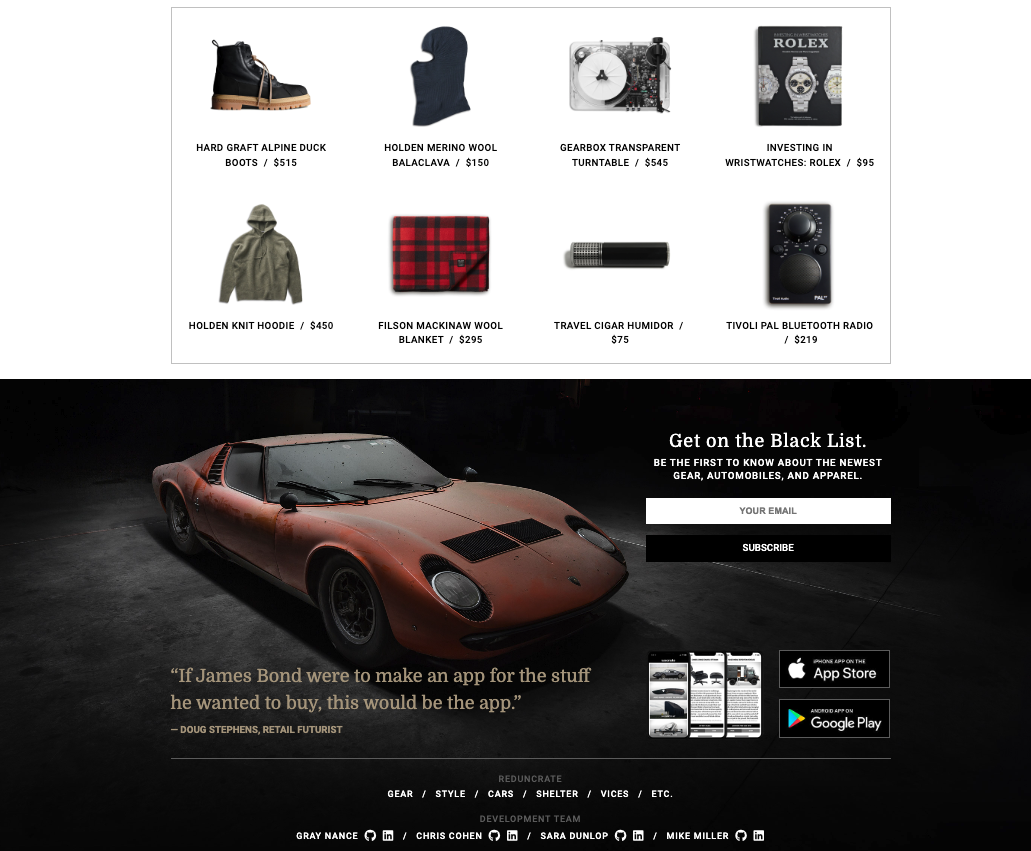 HARD GRAFT ALPINE DUCK
BOOTS / $515
HOLDEN MERINO WOOL
BALACLAVA / $150
GEARBOX TRANSPARENT
TURNTABLE / $545
ROLEX
INVESTING IN
WRISTWATCHES: ROLEX / $95
HOLDEN KNIT HOODIE / $450
FILSON MACKINAW WOOL
BLANKET / $295
TRAVEL CIGAR HUMIDOR /
$75
PAL
TIVOLI PAL BLUETOOTH RADIO
/ $219
Get on the Black List.
BE THE FIRST TO KNOW ABOUT THE NEWEST
GEAR, AUTOMOBILES, AND APPAREL.
YOUR EMAIL
SUBSCRIBE
“If James Bond were to make an app for the stuff
he wanted to buy, this would be the app.”
— DOUG STEPHENS, RETAIL FUTURIST
IPHONE APP ON THE
App Store
ANDROID APP ON
Google Play
REDUNCRATE
GEAR / STYLE / CARS / SHELTER / VICES / ETC.
DEVELOPMENT TEAM
GRAY NANCE / CHRIS COHEN / SARA DUNLOP / MIKE MILLER